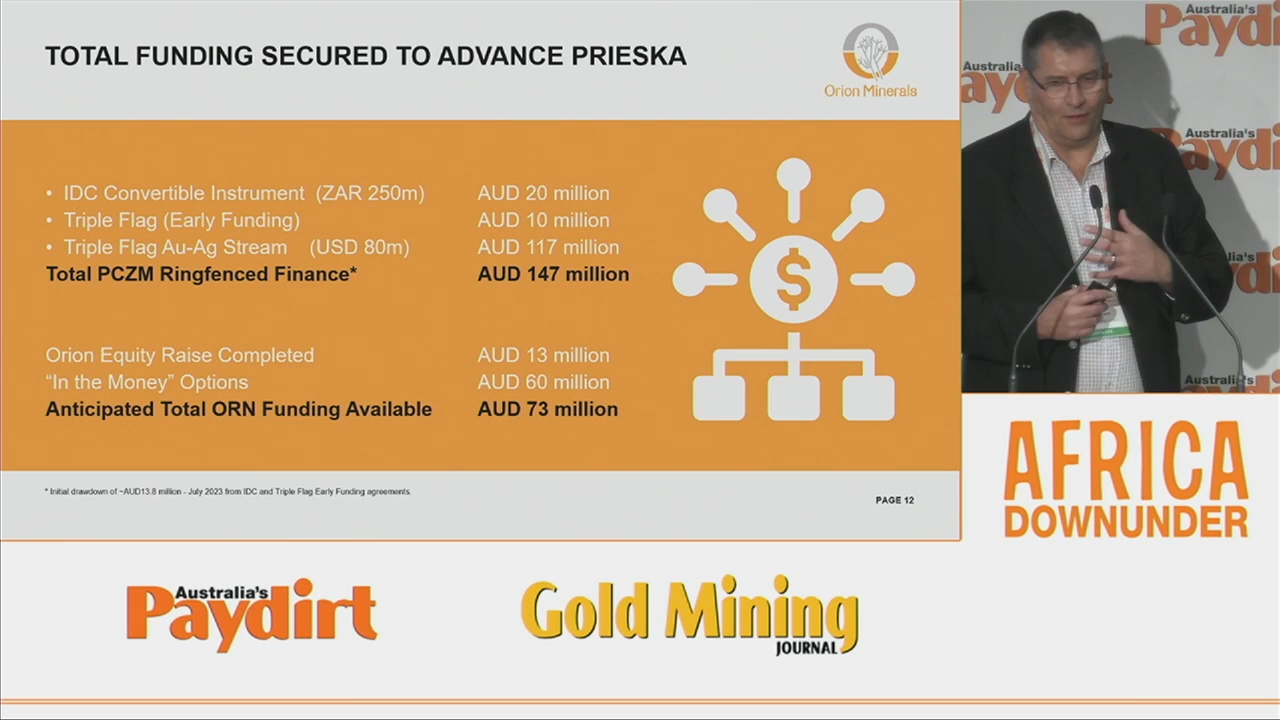 TOTAL FUNDING SECURED TO ADVANCE PRIESKA
Orion Minerals
• IDC Convertible Instrument (ZAR 250m) AUD 20 million
• Triple Flag (Early Funding) AUD 10 million
• Triple Flag Au-Ag Stream (USD 80m) AUD 117 million
Total PCZM Ringfenced Finance* AUD 147 million
$
Orion Equity Raise Completed AUD 13 million
“In the Money” Options AUD 60 million
Anticipated Total ORN Funding Available AUD 73 million
* Initial drawdown of ~AUD13.8 million - July 2023 from IDC and Triple Flag Early Funding agreements.
PAGE 12
Australia's
Paydirt
Australia's
Paydirt
Australia's
Paydirt
AFRICA
DOWNUNDER
Australia's
Paydirt
Gold Mining
JOURNAL